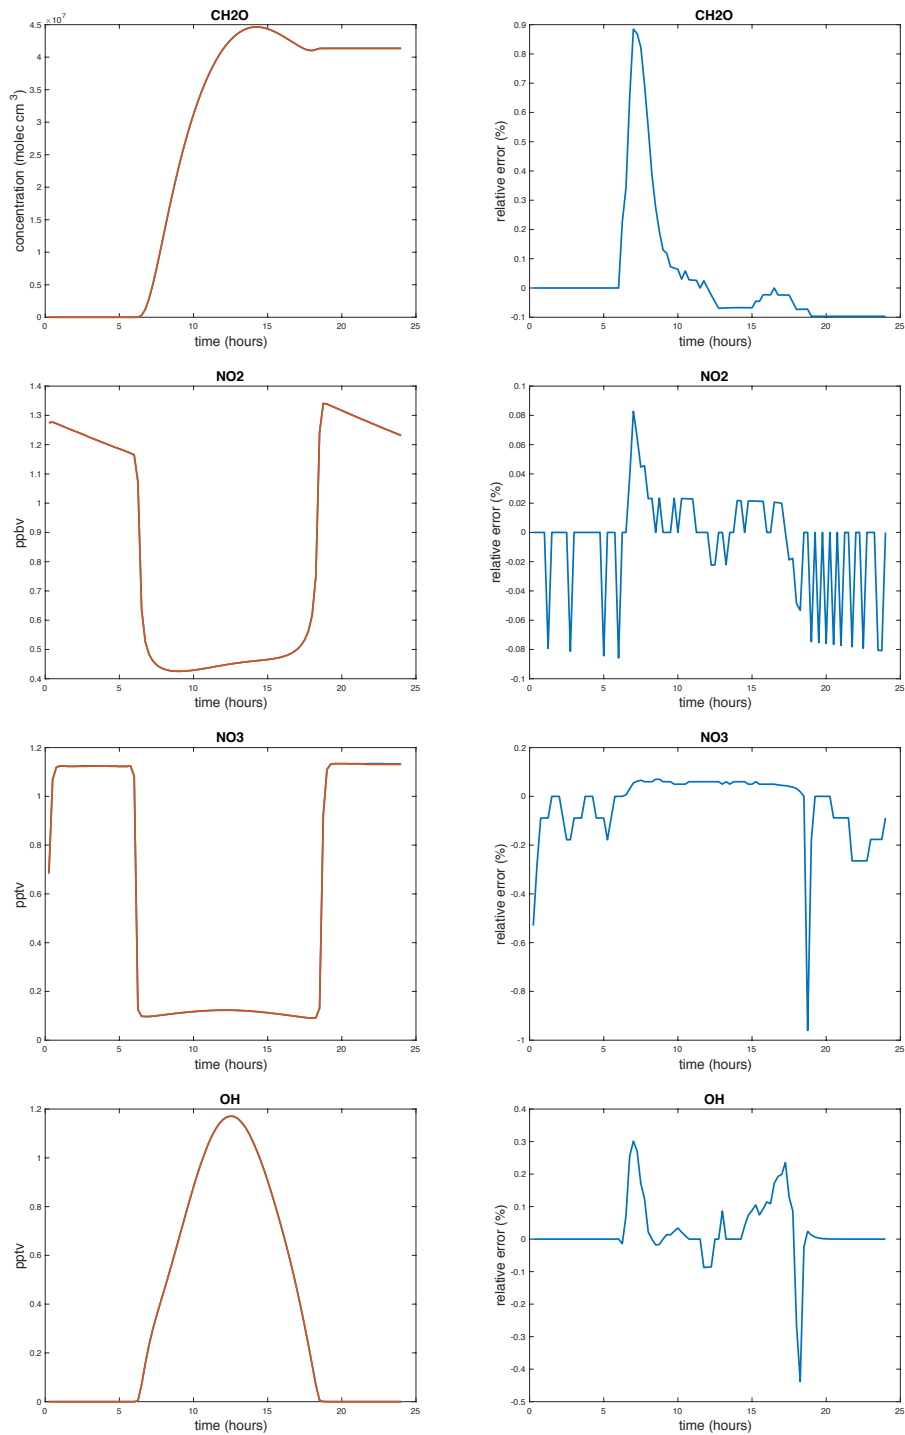 CH2O
×10^7
4.5
4
3.5
3
2.5
2
1.5
1
0.5
0
concentration (molec cm ^3)
0 5 10 15 20 25
time (hours)
CH2O
0.9
0.8
0.7
0.6
0.5
0.4
0.3
0.2
0.1
0
-0.1
relative error (%)
0 5 10 15 20 25
time (hours)
NO2
1.4
1.3
1.2
1.1
1
0.9
0.8
0.7
0.6
0.5
0.4
ppbv
0 5 10 15 20 25
time (hours)
NO2
0.1
0.08
0.06
0.04
0.02
0
-0.02
-0.04
-0.06
-0.08
-0.1
relative error (%)
0 5 10 15 20 25
time (hours)
NO3
1.2
1
0.8
0.6
0.4
0.2
0
pptv
0 5 10 15 20 25
time (hours)
NO3
0.2
0
-0.2
-0.4
-0.6
-0.8
-1
relative error (%)
0 5 10 15 20 25
time (hours)
OH
1.2
1
0.8
0.6
0.4
0.2
0
pptv
0 5 10 15 20 25
time (hours)
OH
0.4
0.3
0.2
0.1
0
-0.1
-0.2
-0.3
-0.4
-0.5
relative error (%)
0 5 10 15 20 25
time (hours)